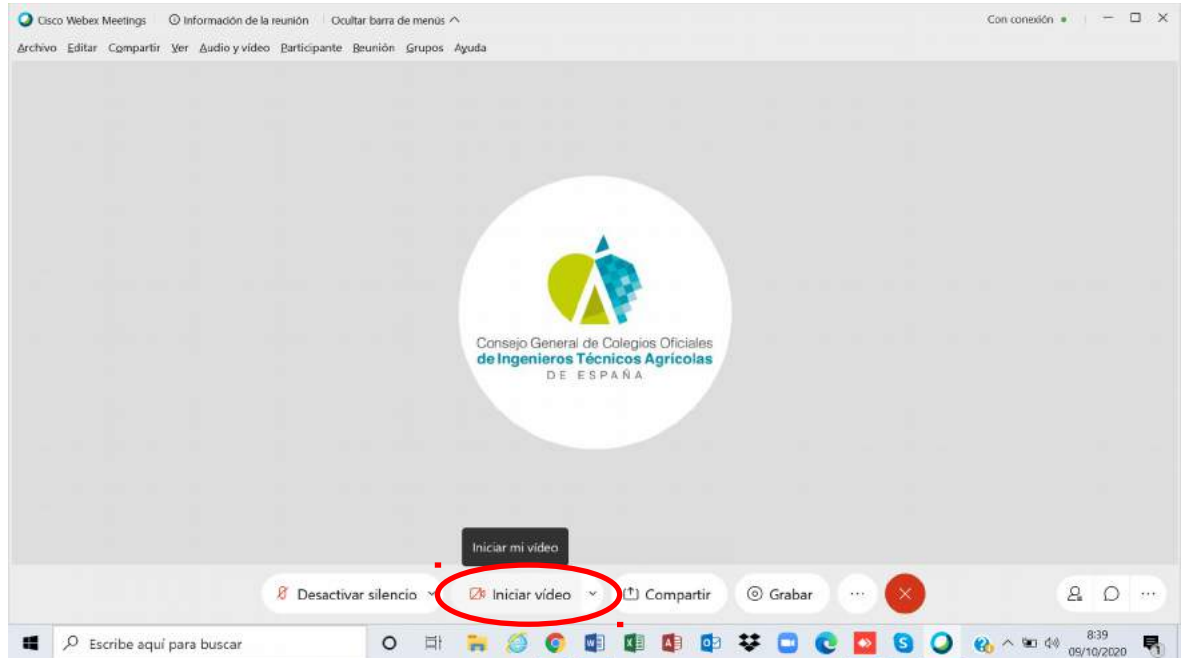 Cisco Webex Meetings Información de la reunión Ocultar barra de menús Con conexión
Archivo Editar Compartir Ver Audio y vídeo Participante Reunión Grupos Ayuda
Consejo General de Colegios Oficiales
de Ingenieros Técnicos Agrícolas
DE ESPAÑA
Iniciar mi vídeo
Desactivar silencio Iniciar vídeo Compartir Grabar
Escribe aquí para buscar 8:39
09/10/2020